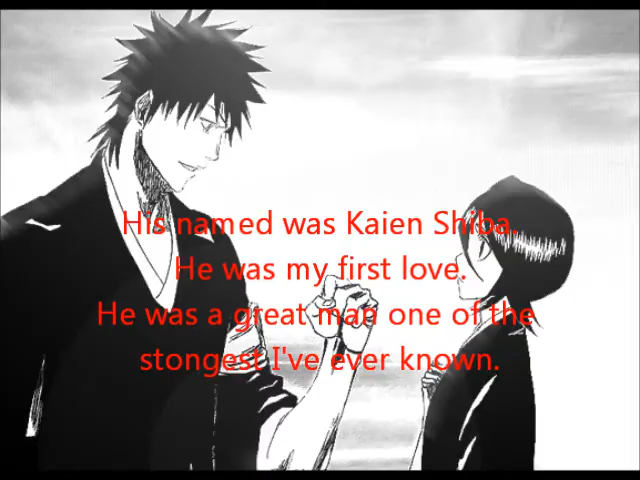 His named was Kaien Shiba.
He was my first love.
He was a great man one of the
stongest I've ever known.